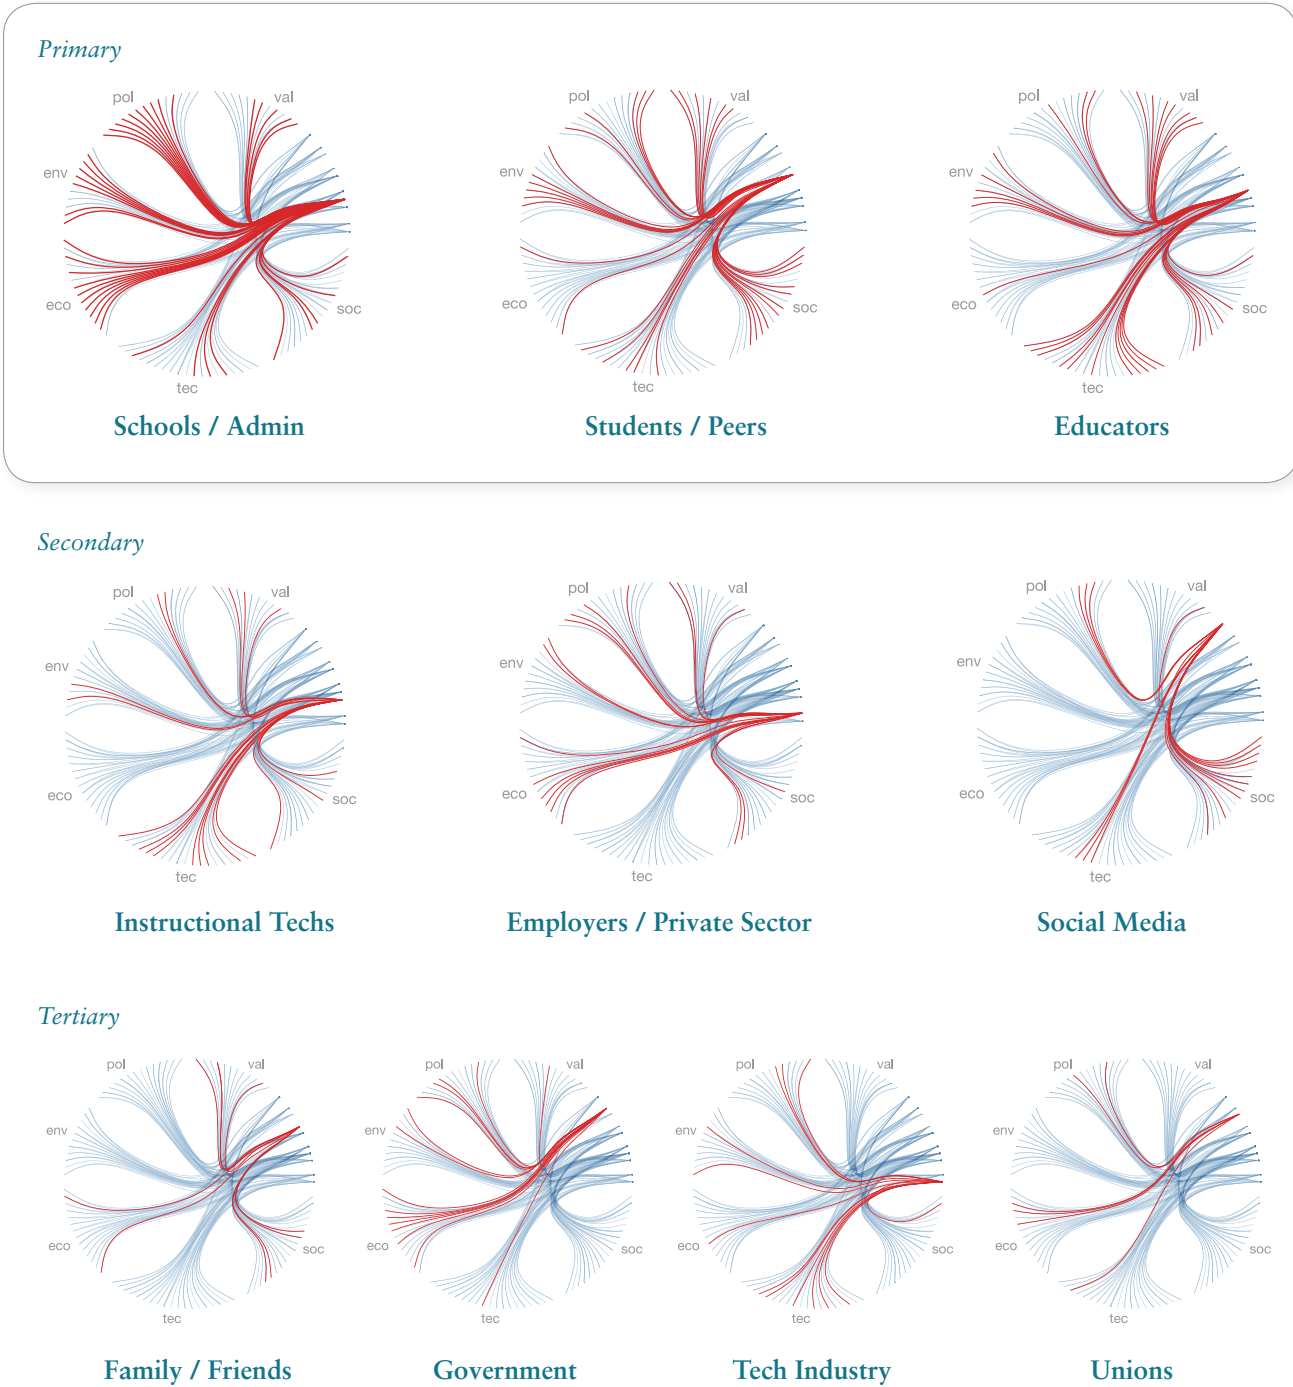 Primary
pol
val
env
eco
soc
tec
Schools / Admin
pol
val
env
eco
soc
tec
Students / Peers
pol
val
env
eco
soc
tec
Educators
Secondary
pol
val
env
eco
soc
tec
Instructional Techs
pol
val
env
eco
soc
tec
Employers / Private Sector
pol
val
env
eco
soc
tec
Social Media
Tertiary
pol
val
env
eco
soc
tec
Family / Friends
pol
val
env
eco
soc
tec
Government
pol
val
env
eco
soc
tec
Tech Industry
pol
val
env
eco
soc
tec
Unions